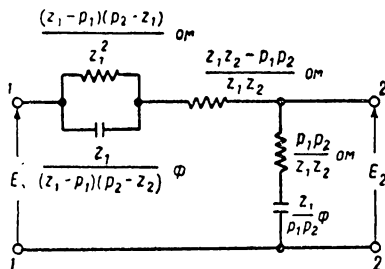 (z₁ – p₁)(p₂ – z₁)
z₁² ом
z₁z₂ – p₁p₂
z₁z₂ ом
1
2
z₁
(z₁ – p₁)(p₂ – z₂) ф
p₁p₂
z₁z₂ ом
E₁
E₂
z₁
p₁p₂ ф
1
2